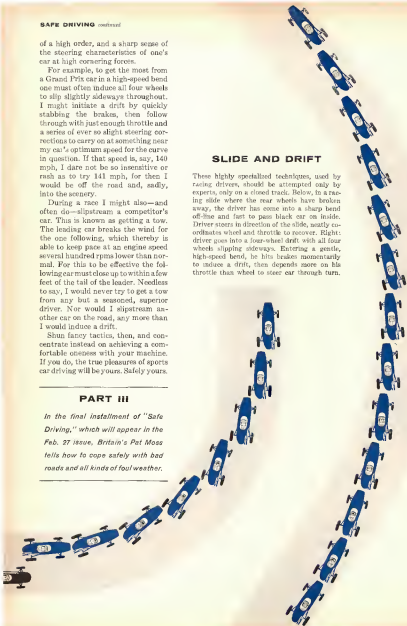 SAFE DRIVING continued
of a high order, and a sharp sense of
the steering characteristics of one's
car at high cornering forces.
For example, to get the most from
a Grand Prix car in a high-speed bend
one must often induce all four wheels
to slip slightly sideways throughout.
I might initiate a drift by quickly
stabbing the brakes, then follow
through with just enough throttle and
a series of ever so slight steering cor-
rections to carry on at something near
my car's optimum speed for the curve
in question. If that speed is, say, 140
mph, I dare not be so insensitive or
rash as to try 141 mph, for then I
would be off the road and, sadly,
into the scenery.
During a race I might also—and
often do—slipstream a competitor's
car. This is known as getting a tow.
The leading car breaks the wind for
the one following, which thereby is
able to keep pace at an engine speed
several hundred rpms lower than nor-
mal. For this to be effective the fol-
lowing car must close up to within a few
feet of the tail of the leader. Needless
to say, I would never try to get a tow
from any but a seasoned, superior
driver. Nor would I slipstream an-
other car on the road, any more than
I would induce a drift.
Shun fancy tactics, then, and con-
centrate instead on achieving a com-
fortable oneness with your machine.
If you do, the true pleasures of sports
car driving will be yours. Safely yours.
PART III
In the final installment of "Safe
Driving," which will appear in the
Feb. 27 issue, Britain's Pat Moss
tells how to cope safely with bad
roads and all kinds of foul weather.
SLIDE AND DRIFT
These highly specialized techniques, used by
racing drivers, should be attempted only by
experts, only on a closed track. Below, in a rac-
ing slide where the rear wheels have broken
away, the driver has come into a sharp bend
off-line and fast to pass black car on inside.
Driver steers in direction of the slide, neatly co-
ordinates wheel and throttle to recover. Right:
driver goes into a four-wheel drift with all four
wheels slipping sideways. Entering a gentle,
high-speed bend, he hits brakes momentarily
to induce a drift, then depends more on his
throttle than wheel to steer car through turn.